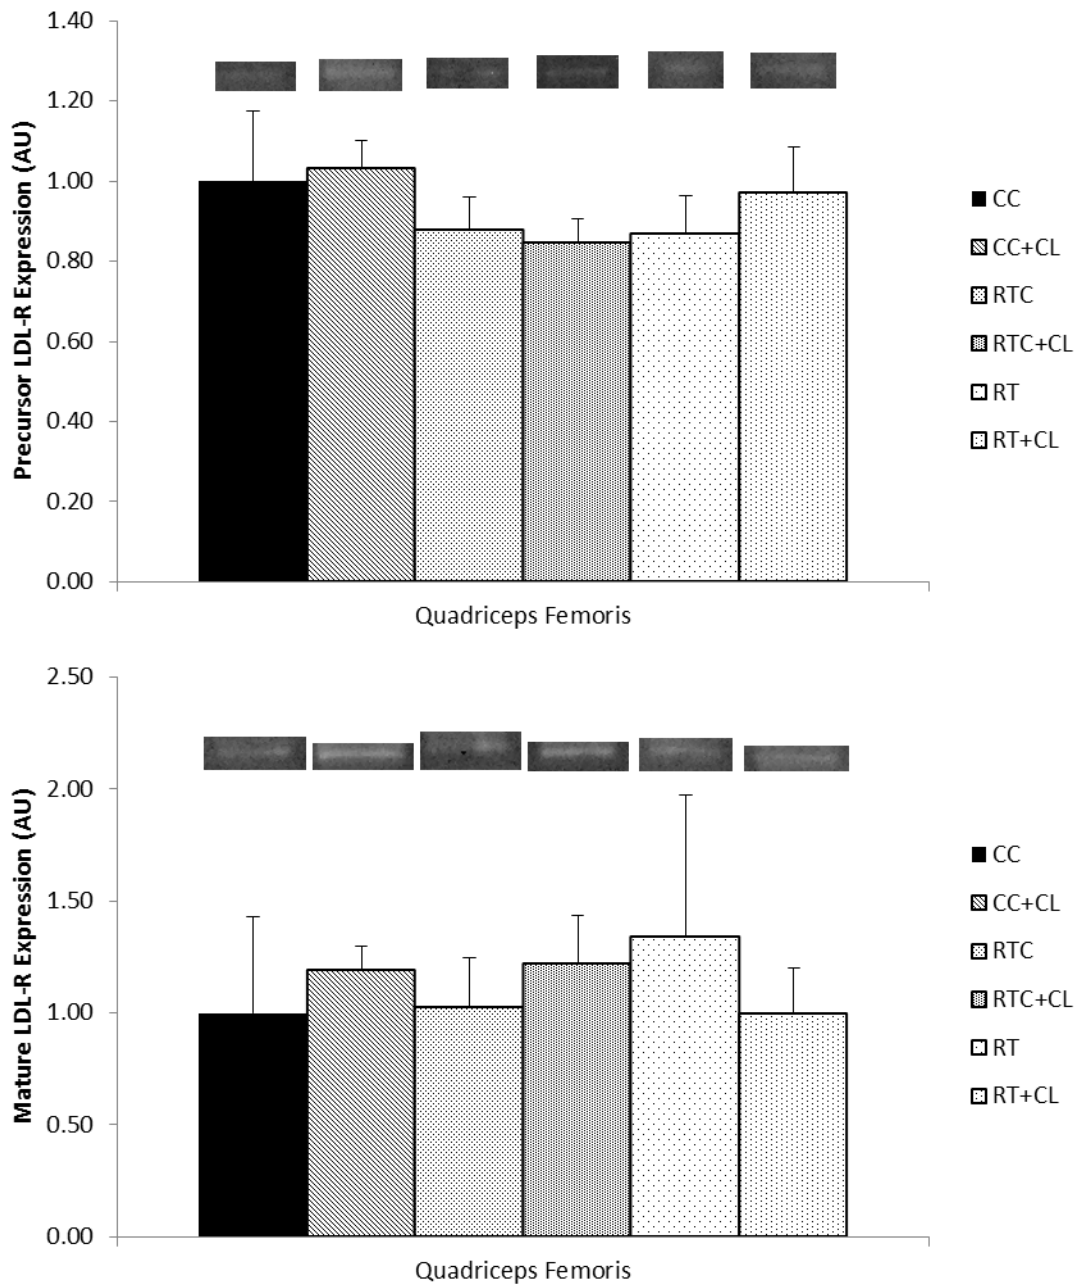 Precursor LDL-R Expression (AU)
1.40
1.20
1.00
0.80
0.60
0.40
0.20
0.00
Quadriceps Femoris
CC
CC+CL
RTC
RTC+CL
RT
RT+CL
Mature LDL-R Expression (AU)
2.50
2.00
1.50
1.00
0.50
0.00
Quadriceps Femoris
CC
CC+CL
RTC
RTC+CL
RT
RT+CL